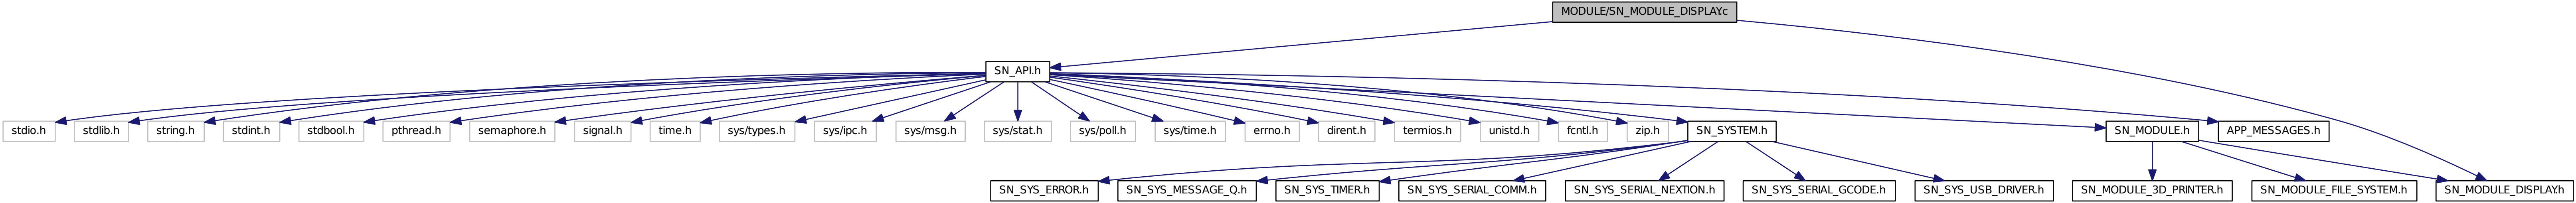 MODULE/SN_MODULE_DISPLAY.c
SN_API.h
stdio.h
stdlib.h
string.h
stdint.h
stdbool.h
pthread.h
semaphore.h
signal.h
time.h
sys/types.h
sys/ipc.h
sys/msg.h
sys/stat.h
sys/poll.h
sys/time.h
errno.h
dirent.h
termios.h
unistd.h
fcntl.h
zip.h
SN_SYSTEM.h
SN_MODULE.h
APP_MESSAGES.h
SN_SYS_ERROR.h
SN_SYS_MESSAGE_Q.h
SN_SYS_TIMER.h
SN_SYS_SERIAL_COMM.h
SN_SYS_SERIAL_NEXTION.h
SN_SYS_SERIAL_GCODE.h
SN_SYS_USB_DRIVER.h
SN_MODULE_3D_PRINTER.h
SN_MODULE_FILE_SYSTEM.h
SN_MODULE_DISPLAY.h